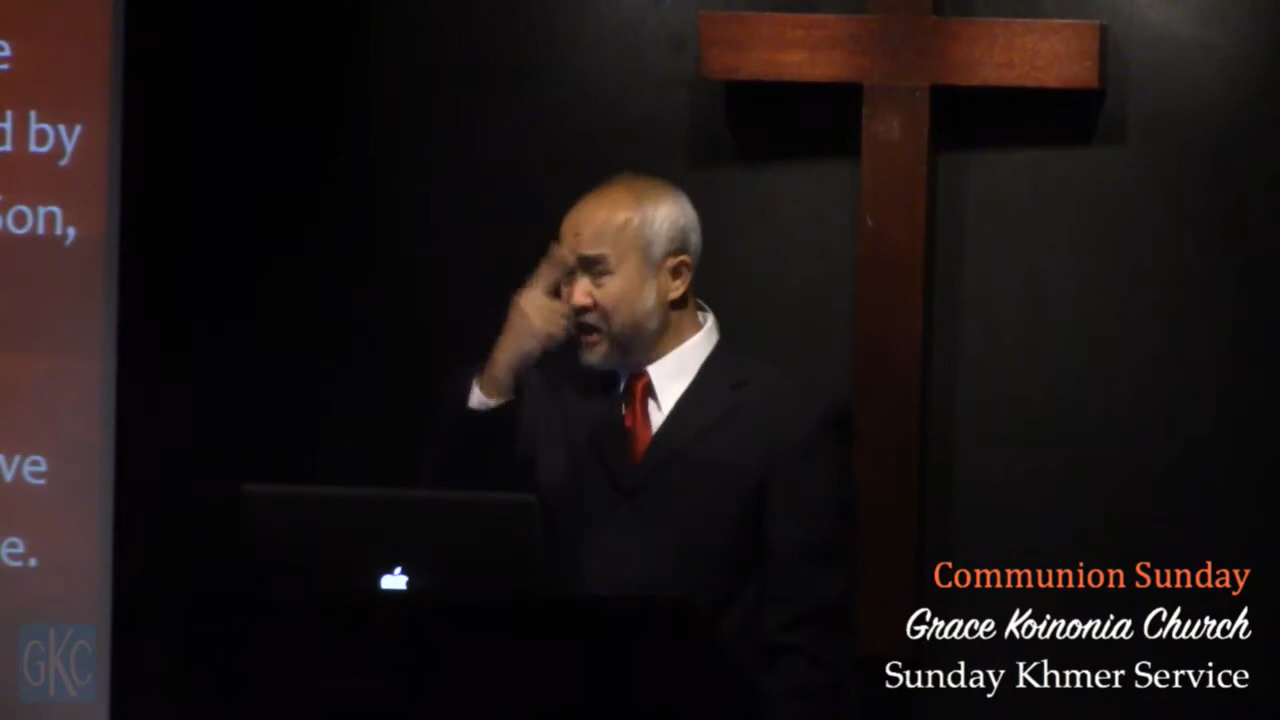 e
d by
Son,
ve
e.
GKC
Communion Sunday
Grace Koinonia Church
Sunday Khmer Service